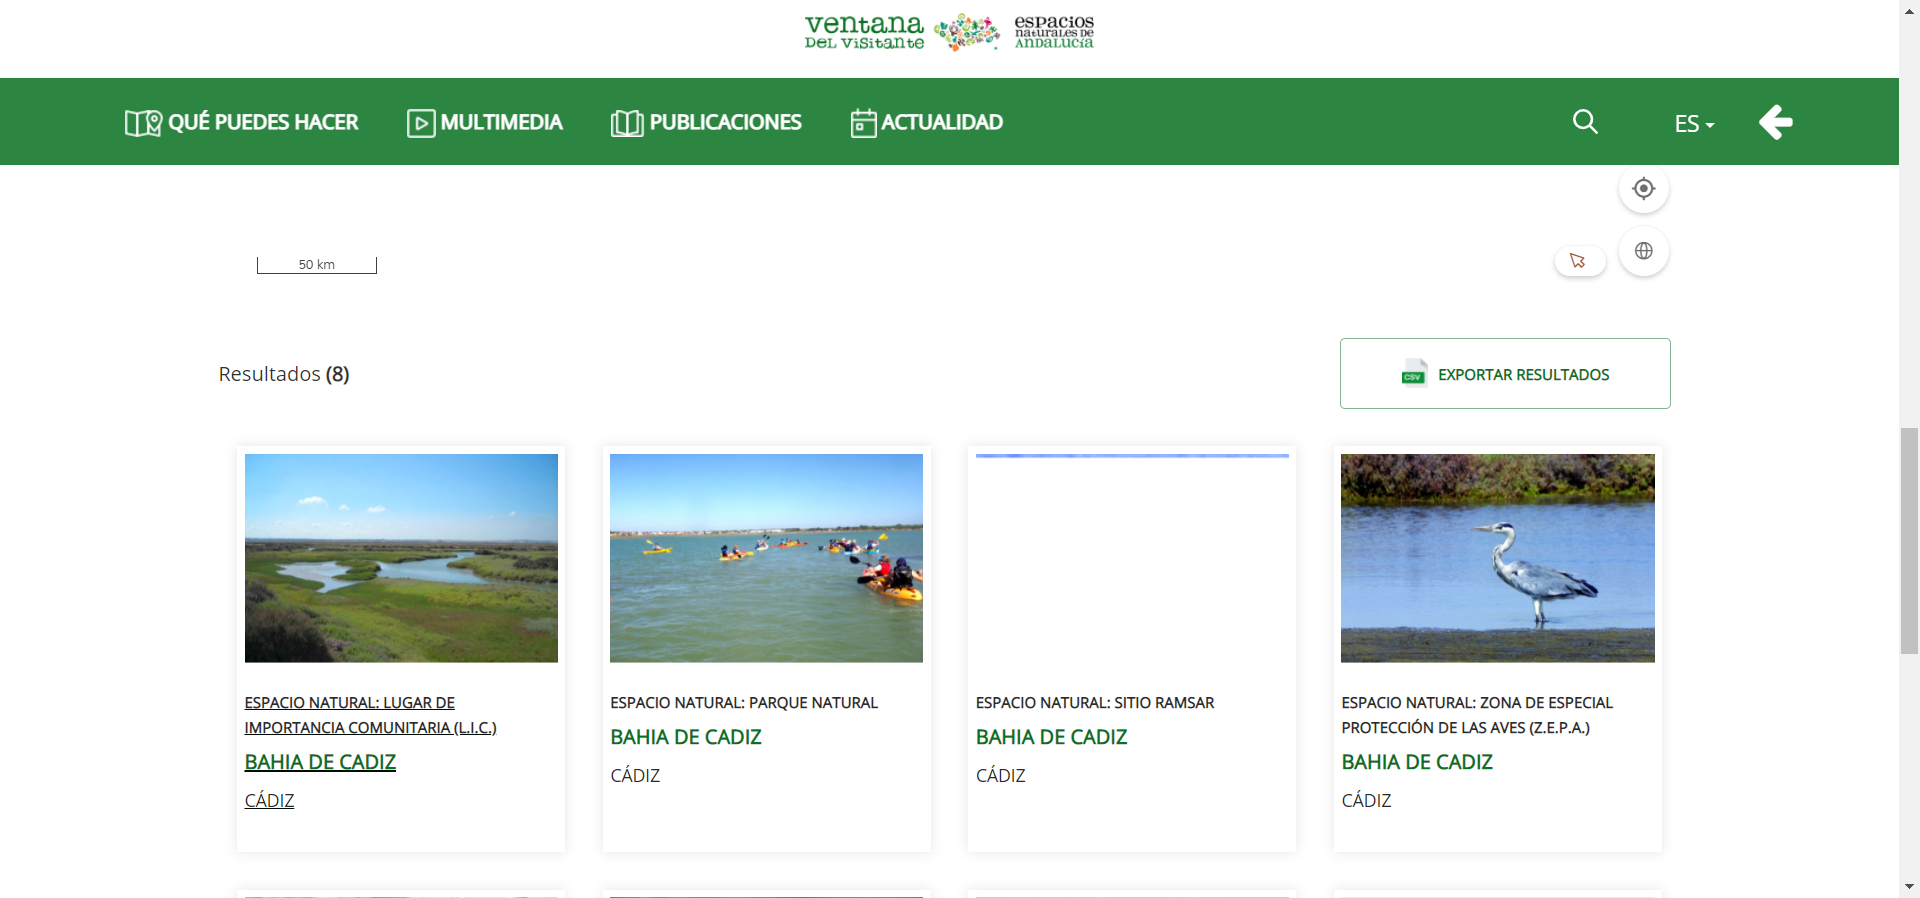 ventana
DEL VISITANTE
espacios
naturales de
ANDALUCÍA
QUÉ PUEDES HACER
MULTIMEDIA
PUBLICACIONES
ACTUALIDAD
ES
50 km
Resultados (8)
CSV
EXPORTAR RESULTADOS
ESPACIO NATURAL: LUGAR DE
IMPORTANCIA COMUNITARIA (L.I.C.)
BAHIA DE CADIZ
CÁDIZ
ESPACIO NATURAL: PARQUE NATURAL
BAHIA DE CADIZ
CÁDIZ
ESPACIO NATURAL: SITIO RAMSAR
BAHIA DE CADIZ
CÁDIZ
ESPACIO NATURAL: ZONA DE ESPECIAL
PROTECCIÓN DE LAS AVES (Z.E.P.A.)
BAHIA DE CADIZ
CÁDIZ